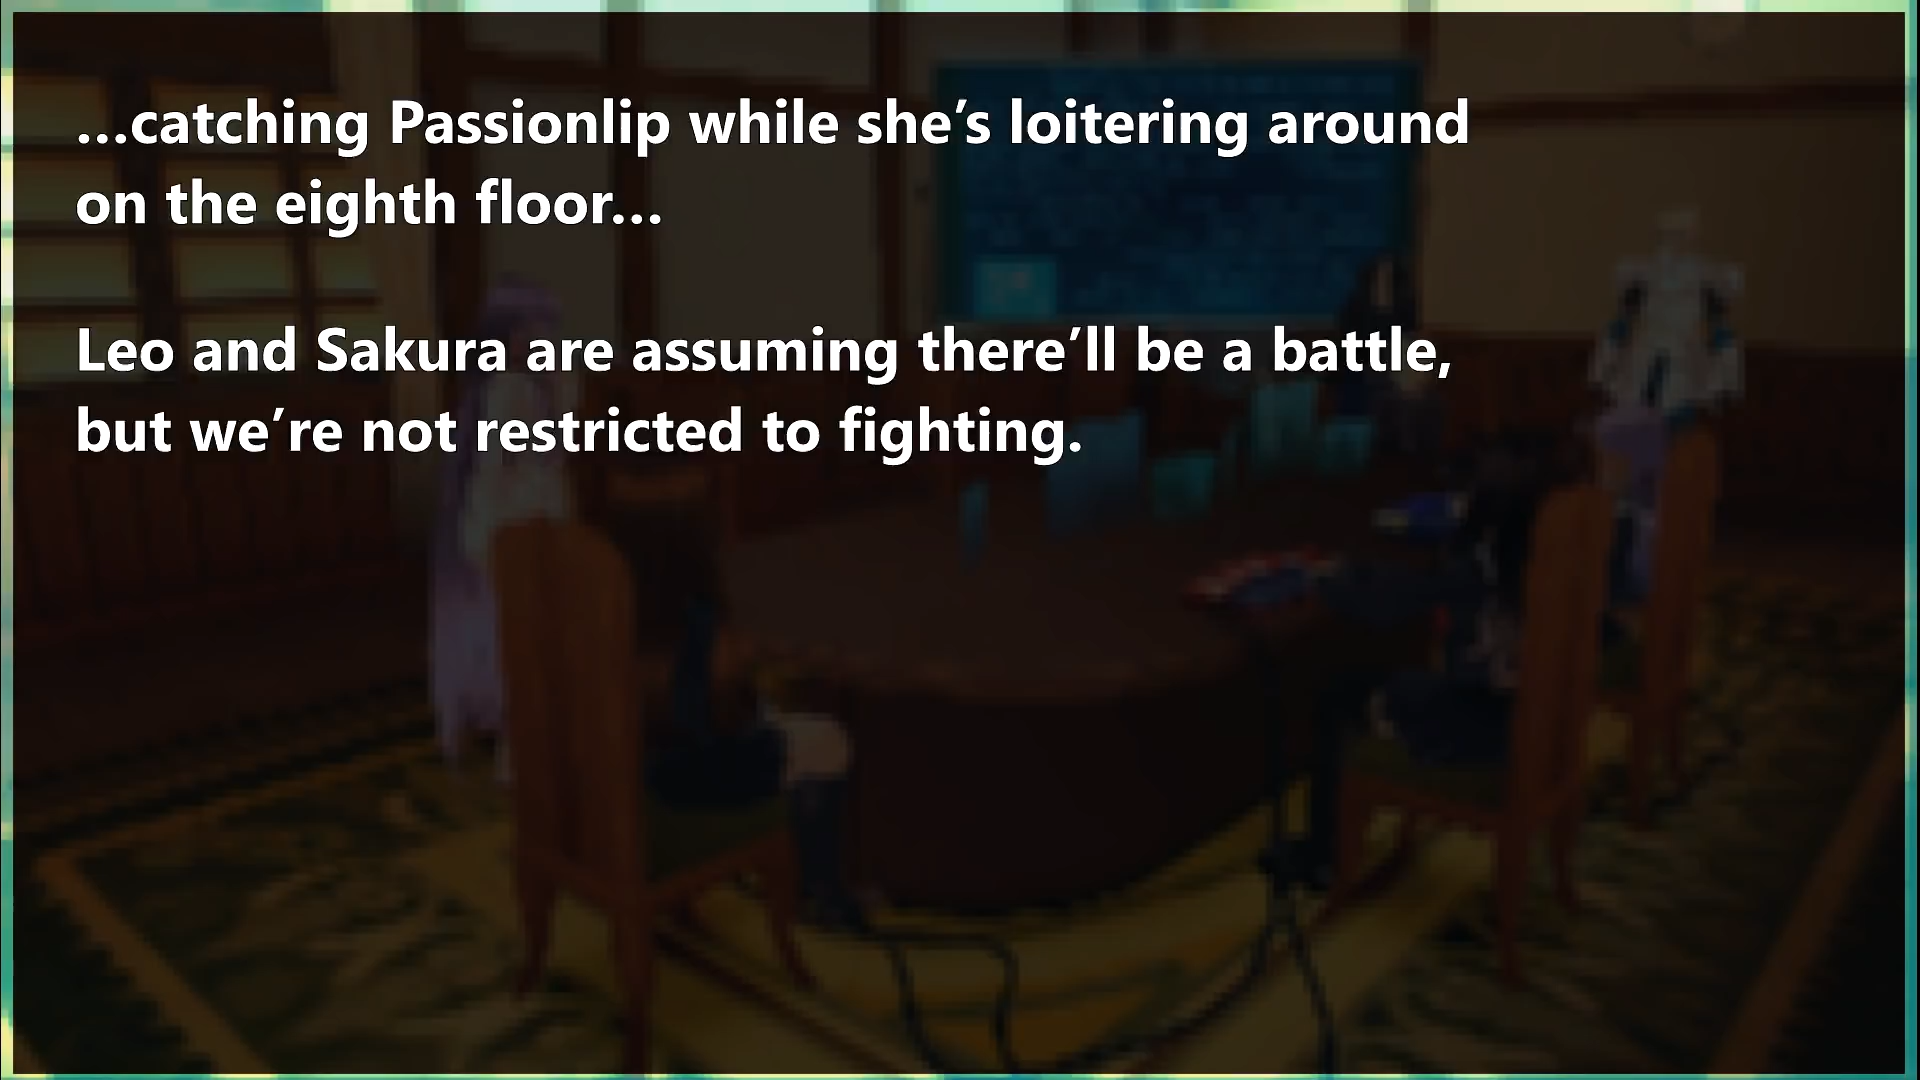 …catching Passionlip while she’s loitering around
on the eighth floor…
Leo and Sakura are assuming there’ll be a battle,
but we’re not restricted to fighting.